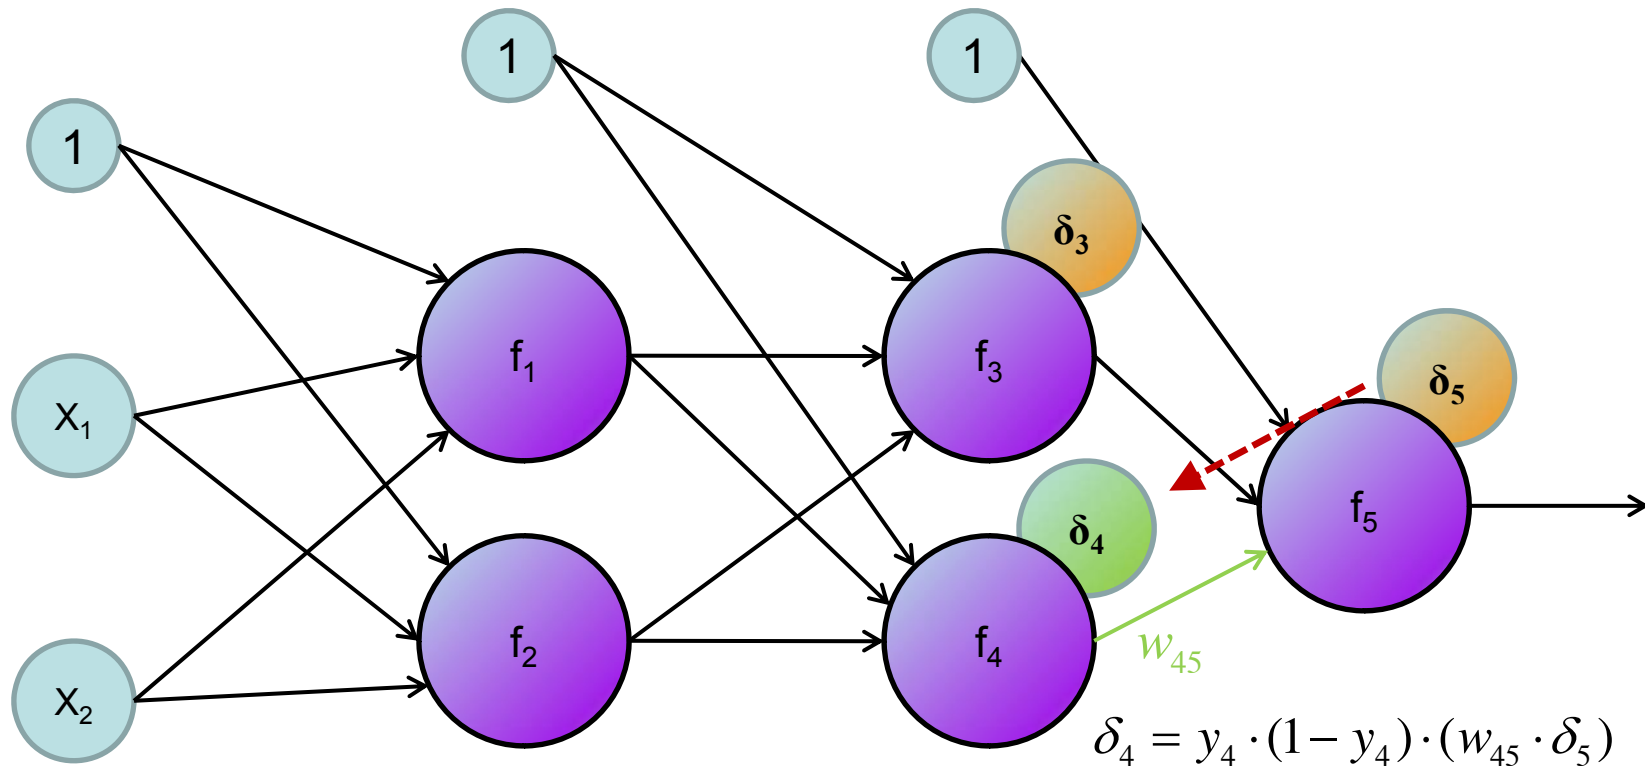 1
1
1
δ₃
f₁
f₃
δ₅
X₁
f₅
δ₄
f₂
f₄
w₄₅
X₂
δ₄ = y₄ · (1 − y₄) · (w₄₅ · δ₅)